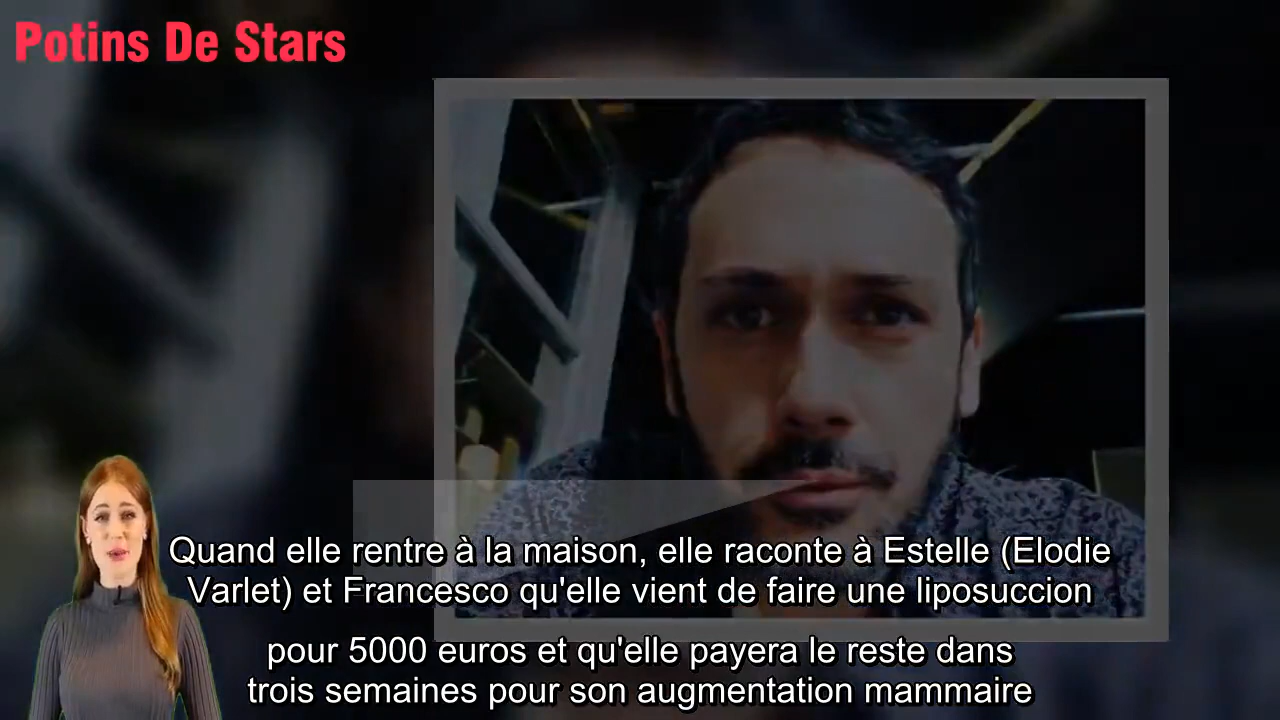 Potins De Stars
Quand elle rentre à la maison, elle raconte à Estelle (Elodie
Varlet) et Francesco qu'elle vient de faire une liposuccion
pour 5000 euros et qu'elle payera le reste dans
trois semaines pour son augmentation mammaire